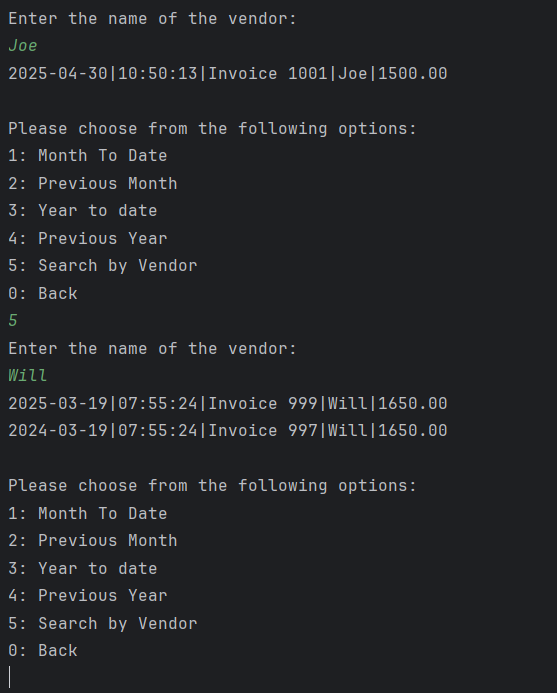 Enter the name of the vendor:
Joe
2025-04-30|10:50:13|Invoice 1001|Joe|1500.00
Please choose from the following options:
1: Month To Date
2: Previous Month
3: Year to date
4: Previous Year
5: Search by Vendor
0: Back
5
Enter the name of the vendor:
Will
2025-03-19|07:55:24|Invoice 999|Will|1650.00
2024-03-19|07:55:24|Invoice 997|Will|1650.00
Please choose from the following options:
1: Month To Date
2: Previous Month
3: Year to date
4: Previous Year
5: Search by Vendor
0: Back